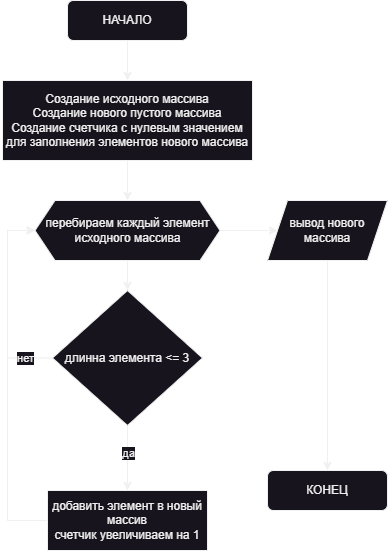 НАЧАЛО
Создание исходного массива
Создание нового пустого массива
Создание счетчика с нулевым значением
для заполнения элементов нового массива
перебираем каждый элемент
исходного массива
вывод нового
массива
длинна элемента <= 3
нет
да
добавить элемент в новый
массив
счетчик увеличиваем на 1
КОНЕЦ